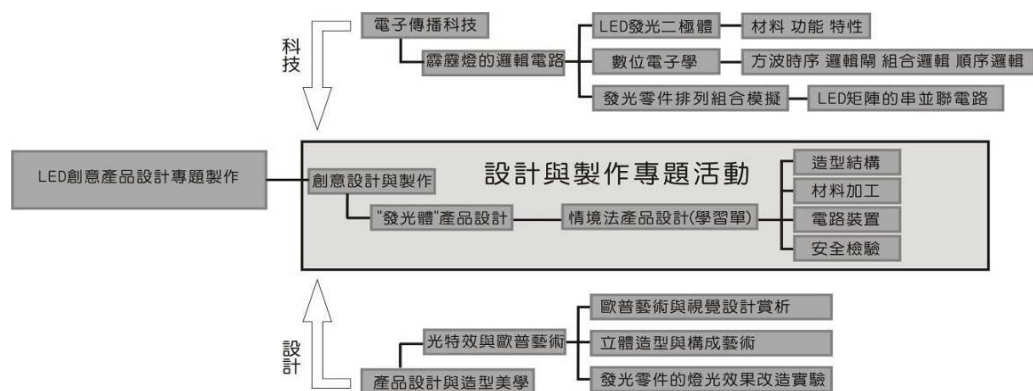 電子傳播科技
霹靂燈的邏輯電路
LED發光二極體
材料 功能 特性
數位電子學
方波時序 邏輯閘 組合邏輯 順序邏輯
發光零件排列組合模擬
LED矩陣的串並聯電路
科技
LED創意產品設計專題製作
設計與製作專題活動
創意設計與製作
"發光體"產品設計
情境法產品設計(學習單)
造型結構
材料加工
電路裝置
安全檢驗
設計
光特效與歐普藝術
產品設計與造型美學
歐普藝術與視覺設計賞析
立體造型與構成藝術
發光零件的燈光效果改造實驗